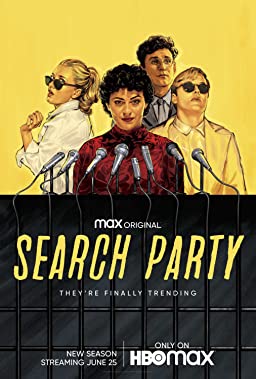 max ORIGINAL
SEARCH PARTY
THEY'RE FINALLY TRENDING
NEW SEASON
STREAMING JUNE 25
ONLY ON
HBOmax